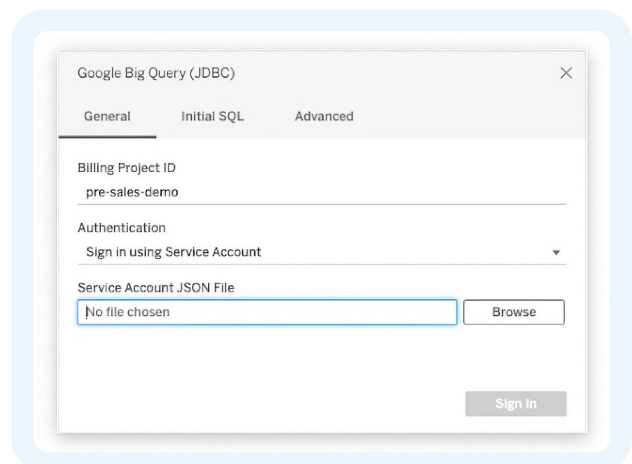 Google Big Query (JDBC)
General Initial SQL Advanced
Billing Project ID
pre-sales-demo
Authentication
Sign in using Service Account
Service Account JSON File
No file chosen Browse
Sign In